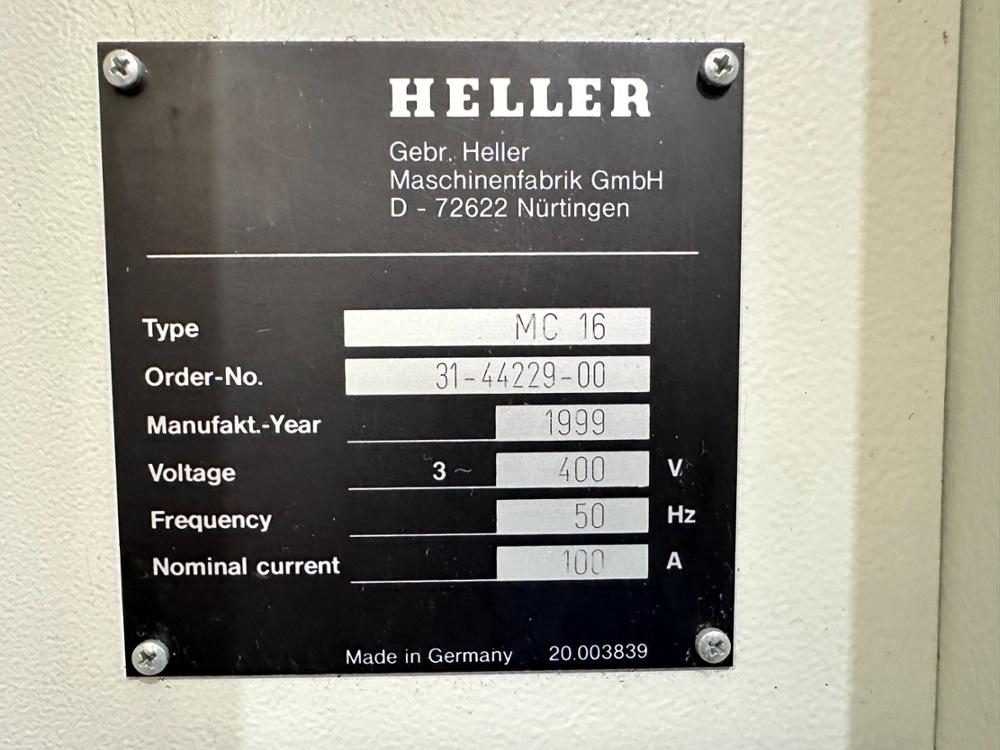 HELLER
Gebr. Heller
Maschinenfabrik GmbH
D - 72622 Nürtingen
Type MC 16
Order-No. 31-44229-00
Manufakt.-Year 1999
Voltage 3 ~ 400 V
Frequency 50 Hz
Nominal current 100 A
Made in Germany 20.003839